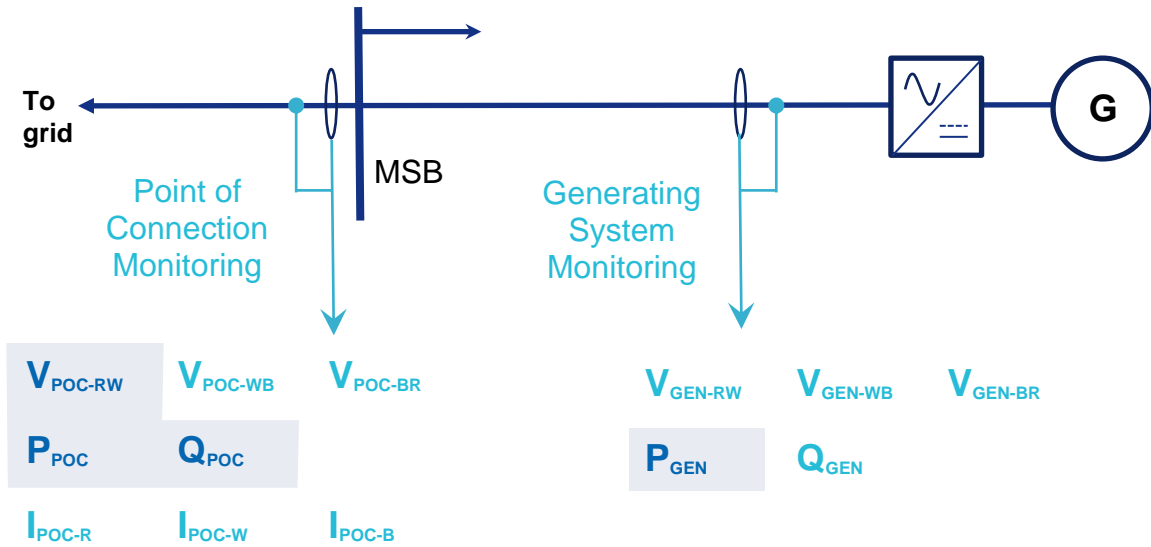 To
grid
MSB
G
Point of
Connection
Monitoring
Generating
System
Monitoring
VPOC-RW VPOC-WB VPOC-BR
VGEN-RW VGEN-WB VGEN-BR
PPOC QPOC
PGEN QGEN
IPOC-R IPOC-W IPOC-B